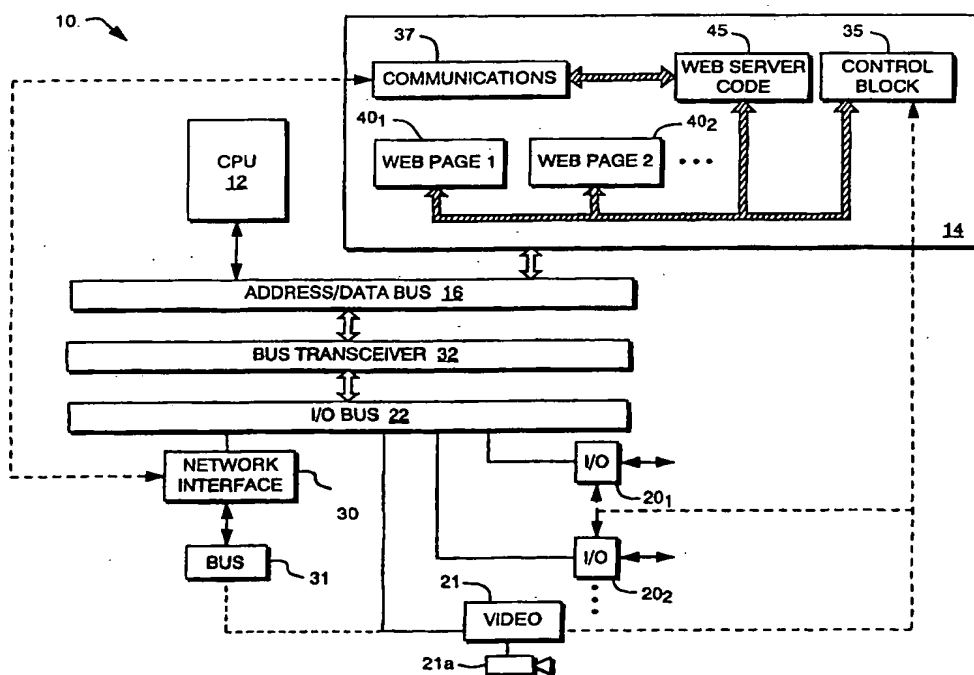 10.
37
45
35
COMMUNICATIONS
WEB SERVER
CODE
CONTROL
BLOCK
40₁
40₂
WEB PAGE 1
WEB PAGE 2
CPU
12
14
ADDRESS/DATA BUS 16
BUS TRANSCEIVER 32
I/O BUS 22
NETWORK
INTERFACE
30
I/O
20₁
BUS
31
I/O
20₂
21
VIDEO
21a